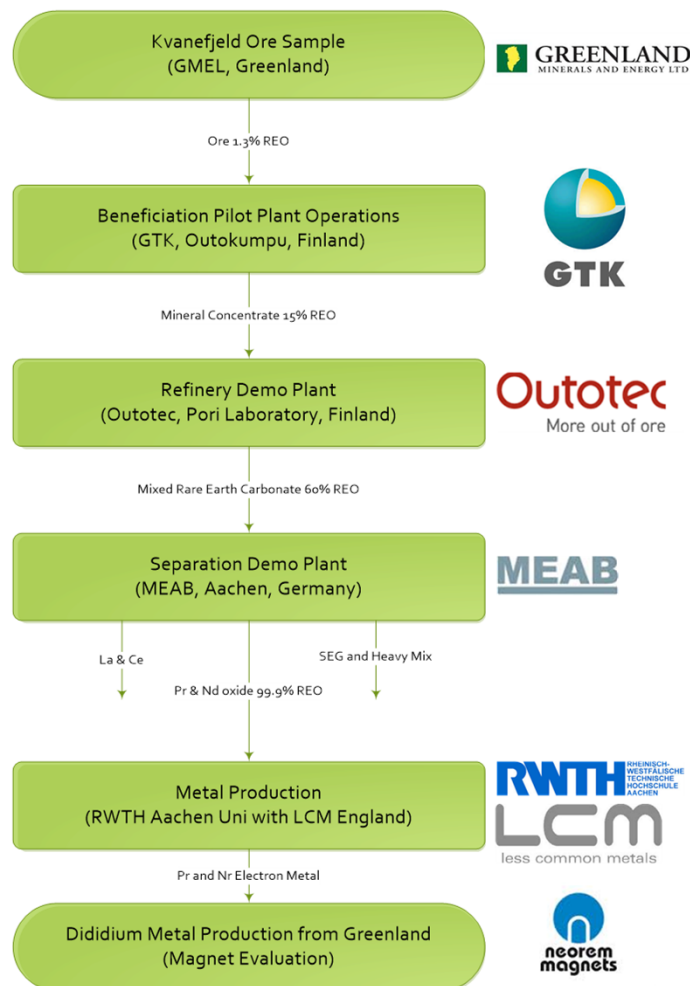 Kvanefjeld Ore Sample
(GMEL, Greenland)
GREENLAND
MINERALS AND ENERGY LTD
Ore 1.3% REO
Beneficiation Pilot Plant Operations
(GTK, Outokumpu, Finland)
GTK
Mineral Concentrate 15% REO
Refinery Demo Plant
(Outotec, Pori Laboratory, Finland)
Outotec
More out of ore
Mixed Rare Earth Carbonate 60% REO
Separation Demo Plant
(MEAB, Aachen, Germany)
MEAB
La & Ce
SEG and Heavy Mix
Pr & Nd oxide 99.9% REO
Metal Production
(RWTH Aachen Uni with LCM England)
RWTH
RHEINISCH-
WESTFÄLISCHE
TECHNISCHE
HOCHSCHULE
AACHEN
LCM
less common metals
Pr and Nr Electron Metal
Dididium Metal Production from Greenland
(Magnet Evaluation)
neorem
magnets